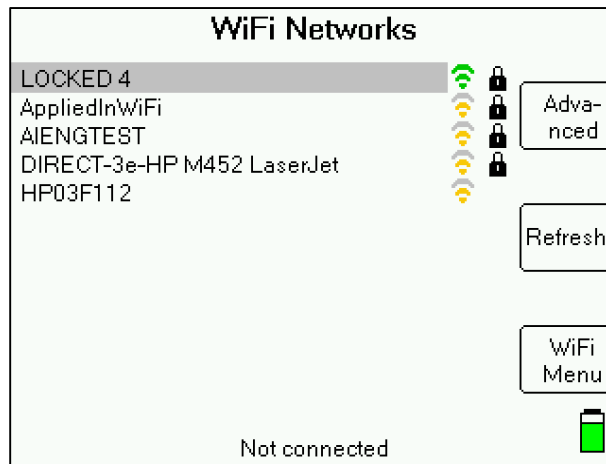 WiFi Networks
LOCKED 4
AppliedInWiFi
AIENGTEST
DIRECT-3e-HP M452 LaserJet
HP03F112
Adva-
nced
Refresh
WiFi
Menu
Not connected